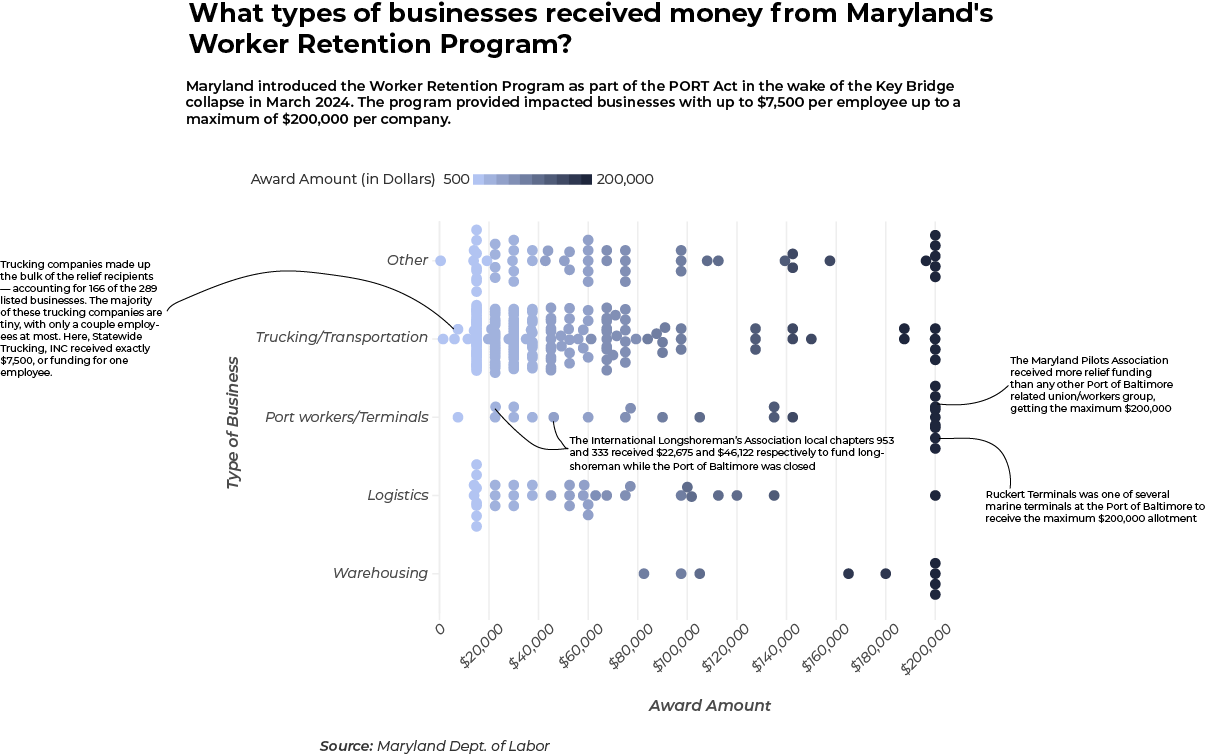 What types of businesses received money from Maryland's
Worker Retention Program?
Maryland introduced the Worker Retention Program as part of the PORT Act in the wake of the Key Bridge
collapse in March 2024. The program provided impacted businesses with up to $7,500 per employee up to a
maximum of $200,000 per company.
Award Amount (in Dollars) 500 200,000
Trucking companies made up
the bulk of the relief recipients
— accounting for 166 of the 289
listed businesses. The majority
of these trucking companies are
tiny, with only a couple employ-
ees at most. Here, Statewide
Trucking, INC received exactly
$7,500, or funding for one
employee.
Type of Business
Other
Trucking/Transportation
Port workers/Terminals
Logistics
Warehousing
The Maryland Pilots Association
received more relief funding
than any other Port of Baltimore
related union/workers group,
getting the maximum $200,000
The International Longshoreman's Association local chapters 953
and 333 received $22,675 and $46,122 respectively to fund long-
shoreman while the Port of Baltimore was closed
Ruckert Terminals was one of several
marine terminals at the Port of Baltimore to
receive the maximum $200,000 allotment
0 $20,000 $40,000 $60,000 $80,000 $100,000 $120,000 $140,000 $160,000 $180,000 $200,000
Award Amount
Source: Maryland Dept. of Labor